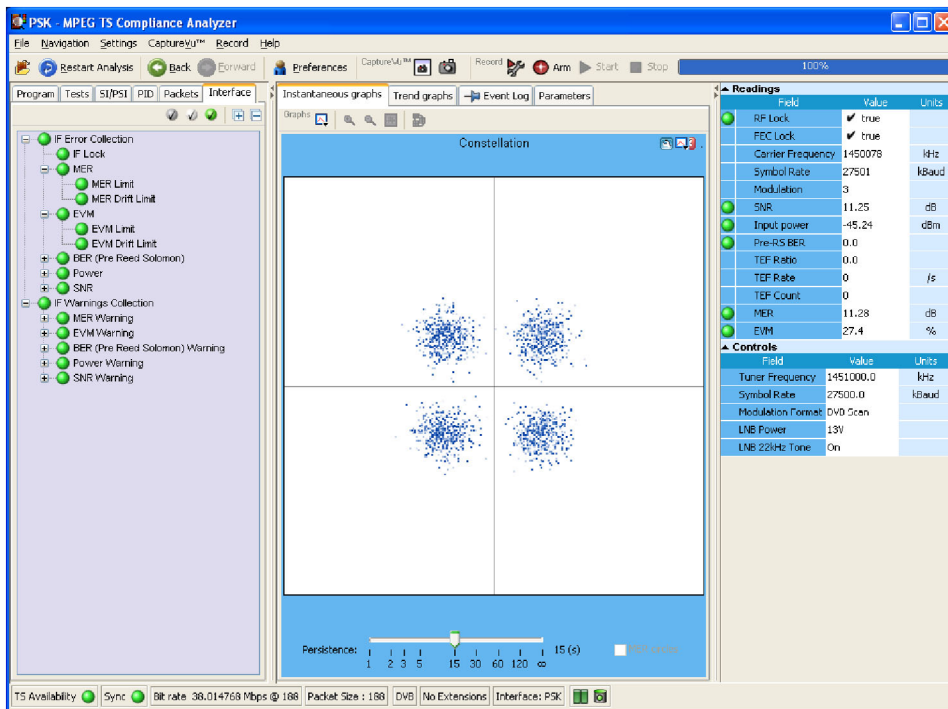 PSK - MPEG TS Compliance Analyzer
File Navigation Settings CaptureVu™ Record Help
Restart Analysis Back Forward Preferences CaptureVu™ Record Arm Start Stop 100%
Program Tests SI/PSI PID Packets Interface
IF Error Collection
IF Lock
MER
MER Limit
MER Drift Limit
EVM
EVM Limit
EVM Drift Limit
BER (Pre Reed Solomon)
Power
SNR
IF Warnings Collection
MER Warning
EVM Warning
BER (Pre Reed Solomon) Warning
Power Warning
SNR Warning
Instantaneous graphs Trend graphs Event Log Parameters
Graphs
Constellation
Persistence: 15 (s)
1 2 3 5 15 30 60 120 ∞
Readings
Field Value Units
RF Lock true
FEC Lock true
Carrier Frequency 1450078 kHz
Symbol Rate 27501 kBaud
Modulation 3
SNR 11.25 dB
Input power -45.24 dBm
Pre-RS BER 0.0
TEF Ratio 0.0
TEF Rate 0 /s
TEF Count 0
MER 11.28 dB
EVM 27.4 %
Controls
Field Value Units
Tuner Frequency 1451000.0 kHz
Symbol Rate 27500.0 kBaud
Modulation Format DVB Scan
LNB Power 13V
LNB 22kHz Tone On
TS Availability Sync Bit rate 38.014768 Mbps @ 188 Packet Size : 188 DVB No Extensions Interface: PSK